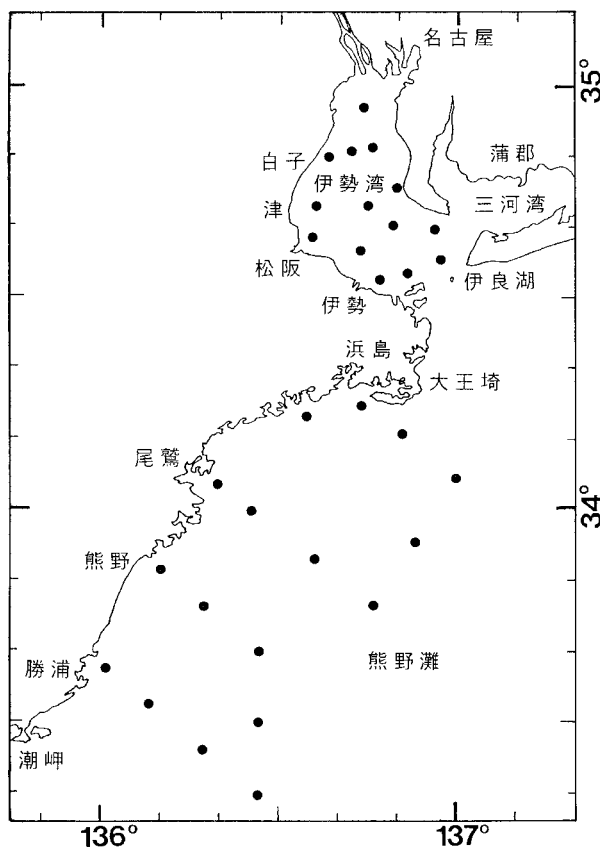 名古屋
35°
蒲郡
白子
伊勢湾
三河湾
津
松阪
伊良湖
伊勢
浜島
大王埼
尾鷲
34°
熊野
熊野灘
勝浦
潮岬
136°
137°